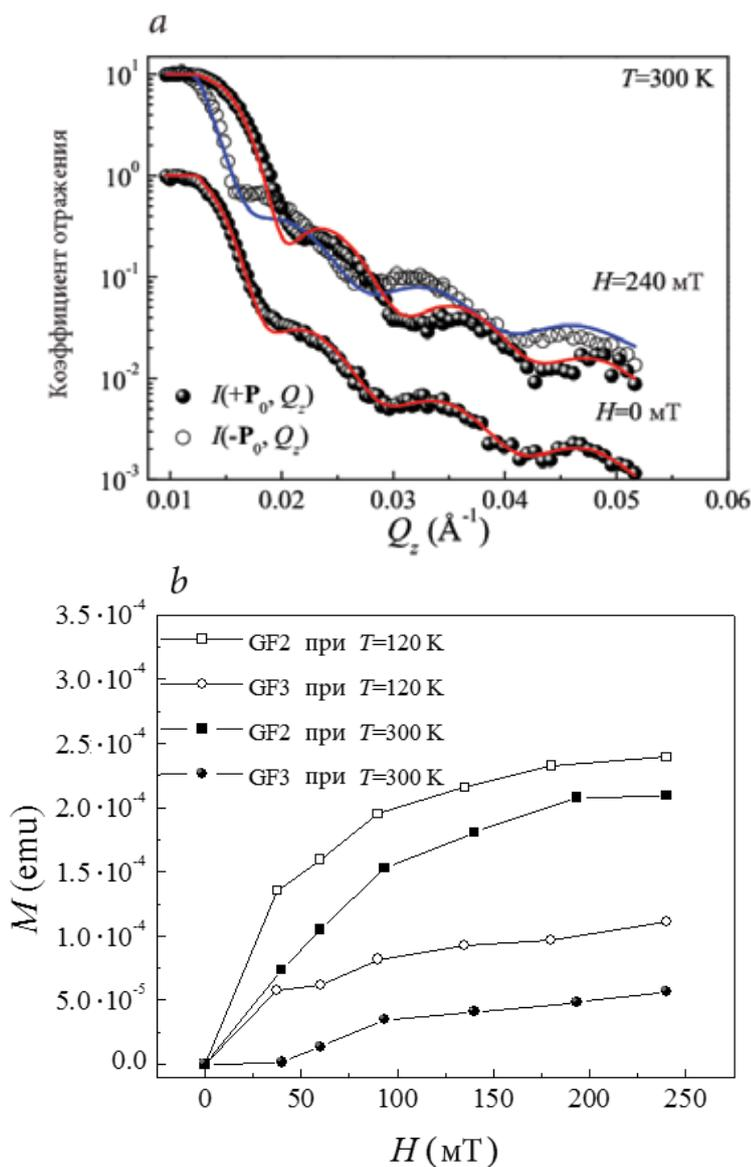 a
10¹
10⁰
10⁻¹
10⁻²
10⁻³
Коэффициент отражения
T=300 K
H=240 мТ
H=0 мТ
I(+P₀, Q_z)
I(-P₀, Q_z)
0.01 0.02 0.03 0.04 0.05 0.06
Q_z (Å⁻¹)
b
3.5·10⁻⁴
3.0·10⁻⁴
2.5·10⁻⁴
2.0·10⁻⁴
1.5·10⁻⁴
1.0·10⁻⁴
5.0·10⁻⁵
0.0
M (emu)
GF2 при T=120 K
GF3 при T=120 K
GF2 при T=300 K
GF3 при T=300 K
0 50 100 150 200 250
H (мТ)